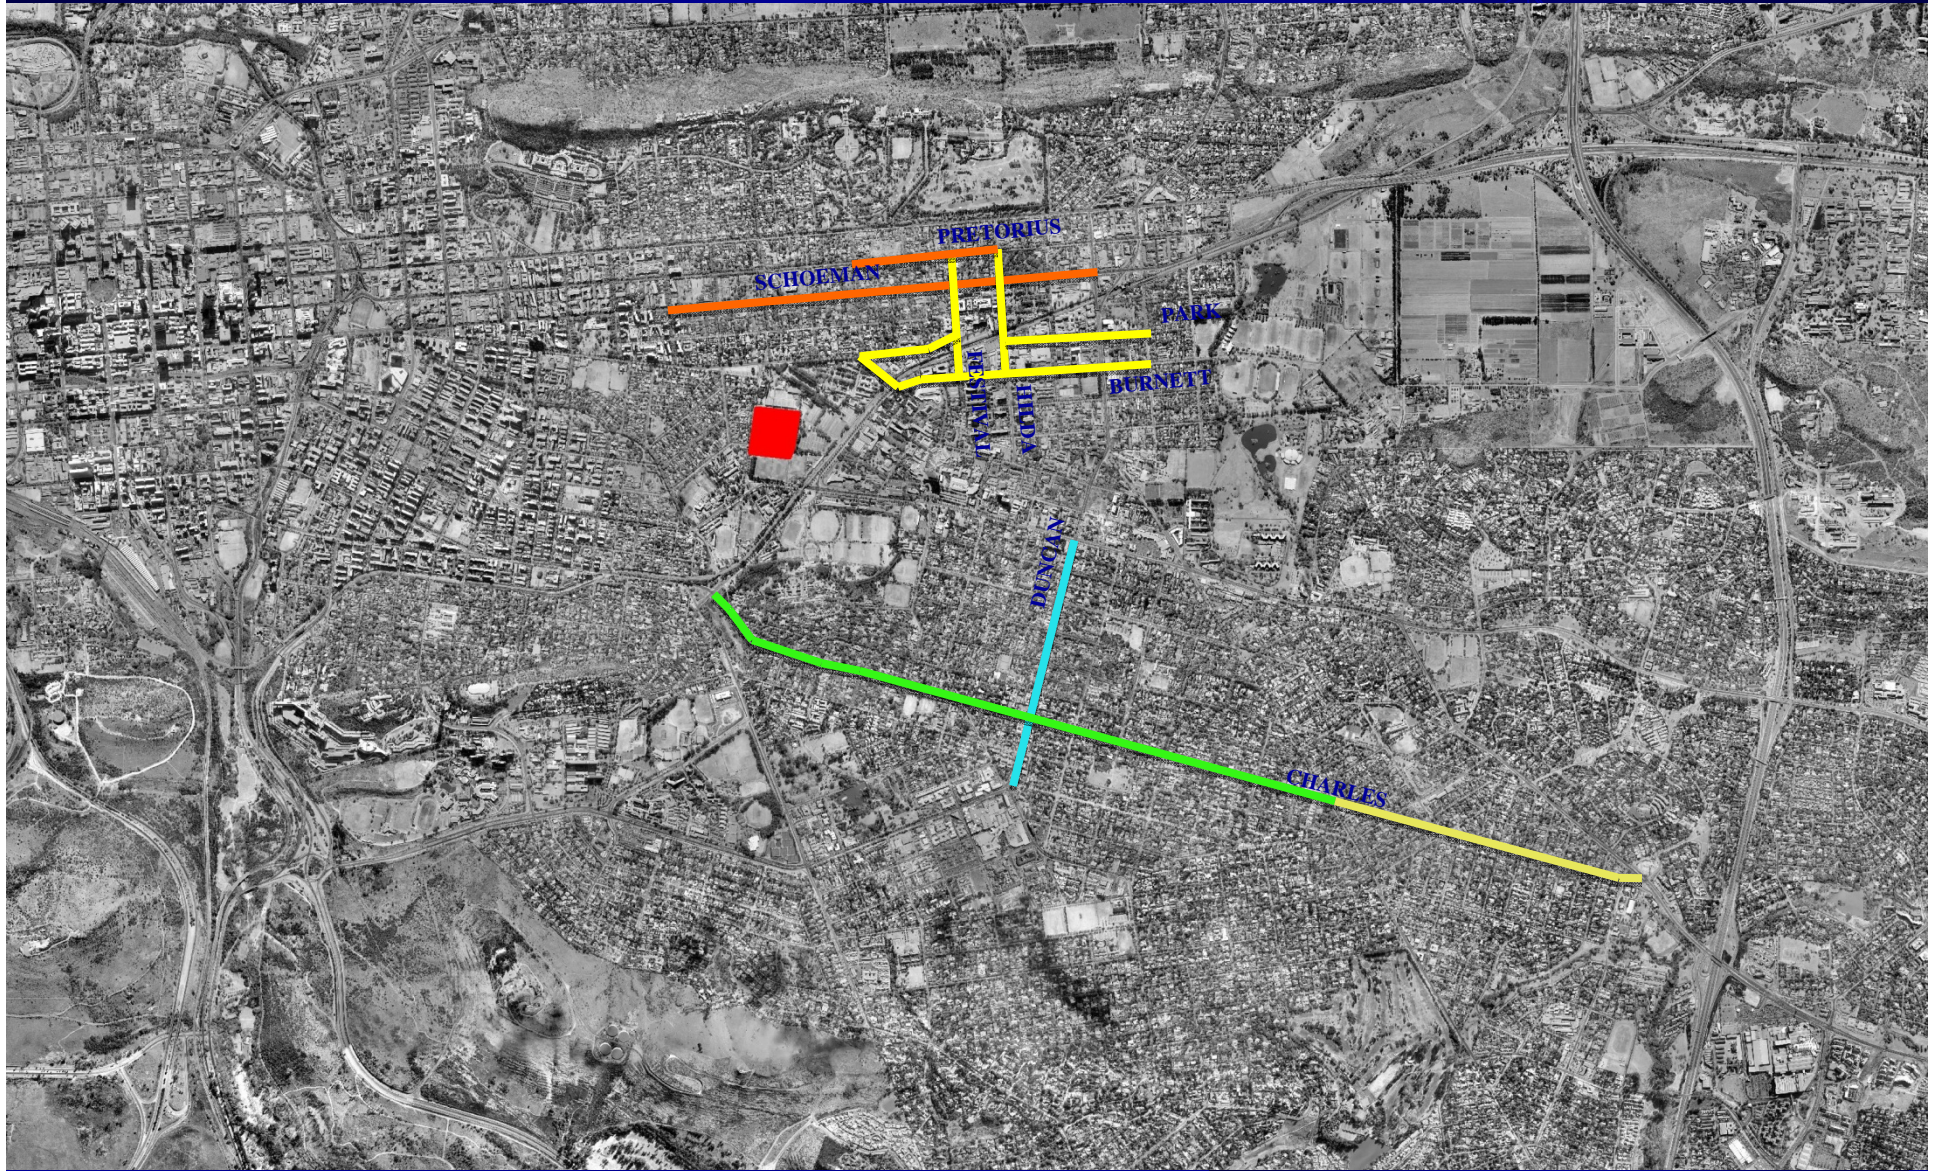 PRETORIUS
SCHOEMAN
PARK
BURNETT
FESTIVAL
HILDA
DUNCAN
CHARLES